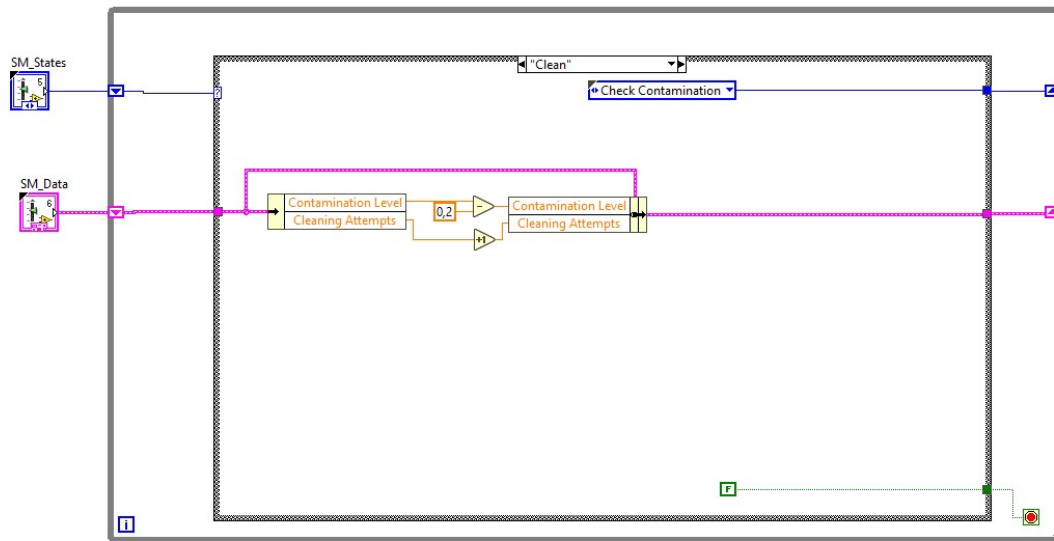 SM_States
"Clean"
Check Contamination
SM_Data
Contamination Level
Cleaning Attempts
0,2
+1
Contamination Level
Cleaning Attempts
F
i